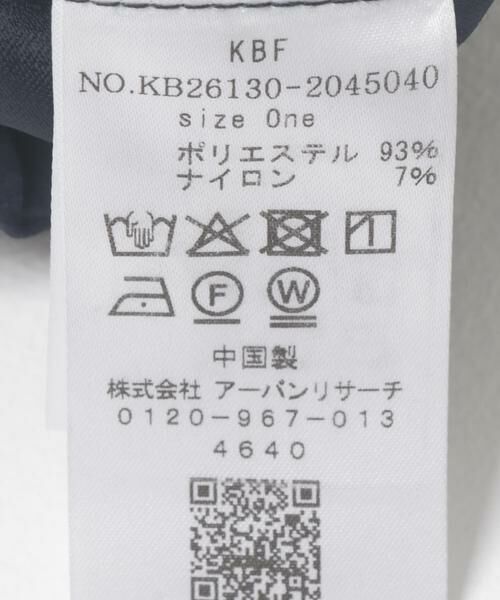 KBF
NO.KB26130-2045040
size One
ポリエステル 93%
ナイロン 7%
F W
中国製
株式会社 アーバンリサーチ
0120-967-013
4640